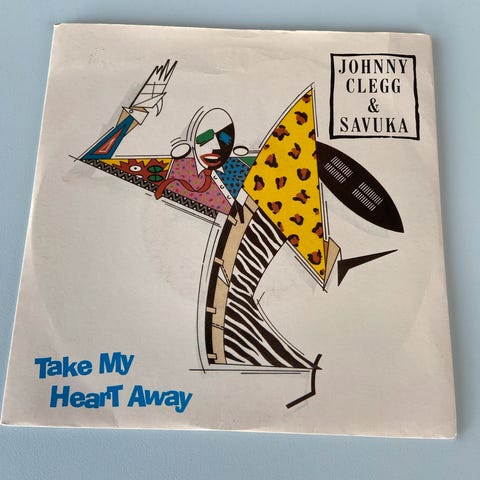 JOHNNY
CLEGG
&
SAVUKA
Take My
HearT Away